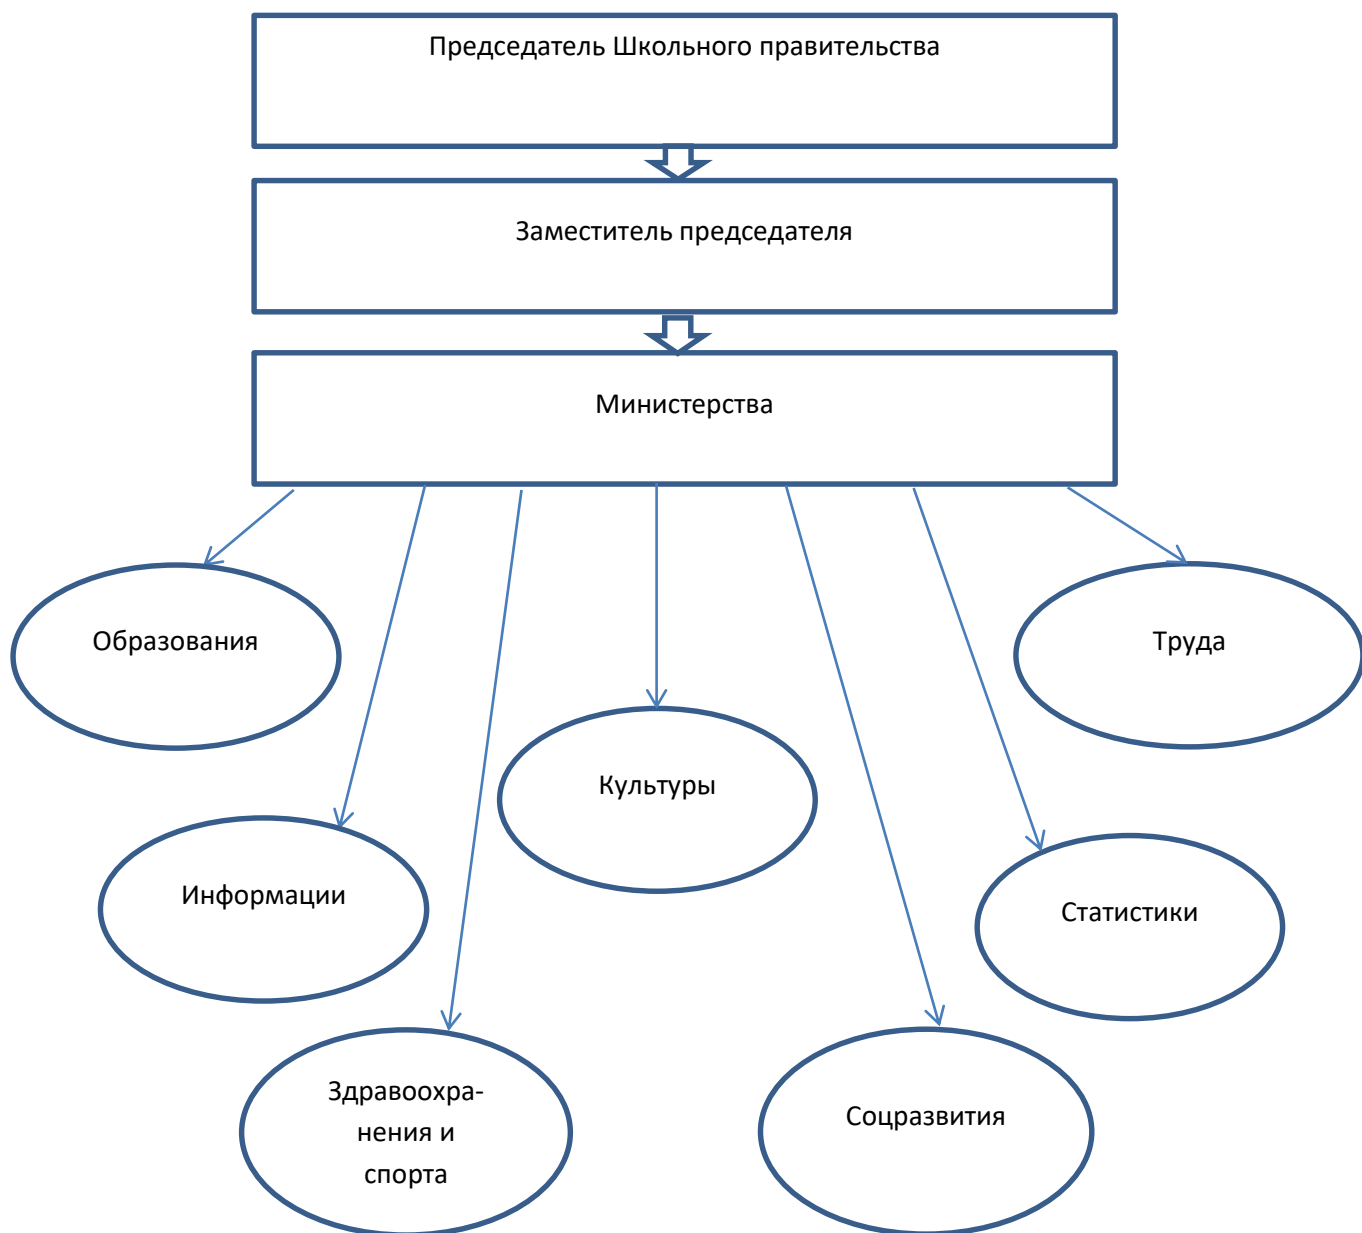 Председатель Школьного правительства
Заместитель председателя
Министерства
Образования
Труда
Культуры
Информации
Статистики
Здравоохра-
нения и
спорта
Соцразвития